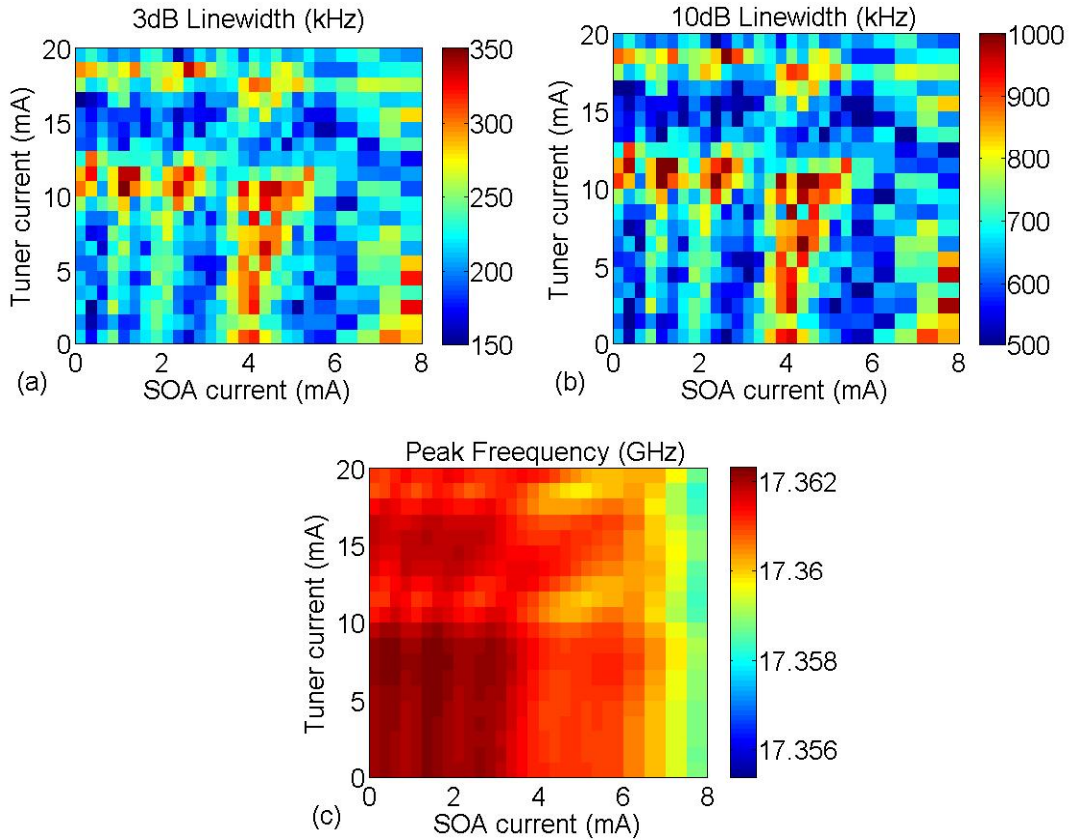 3dB Linewidth (kHz)
20
15
10
5
0
Tuner current (mA)
0 2 4 6 8
SOA current (mA)
350
300
250
200
150
(a)
10dB Linewidth (kHz)
20
15
10
5
0
Tuner current (mA)
0 2 4 6 8
SOA current (mA)
1000
900
800
700
600
500
(b)
Peak Freequency (GHz)
20
15
10
5
0
Tuner current (mA)
0 2 4 6 8
SOA current (mA)
17.362
17.36
17.358
17.356
(c)